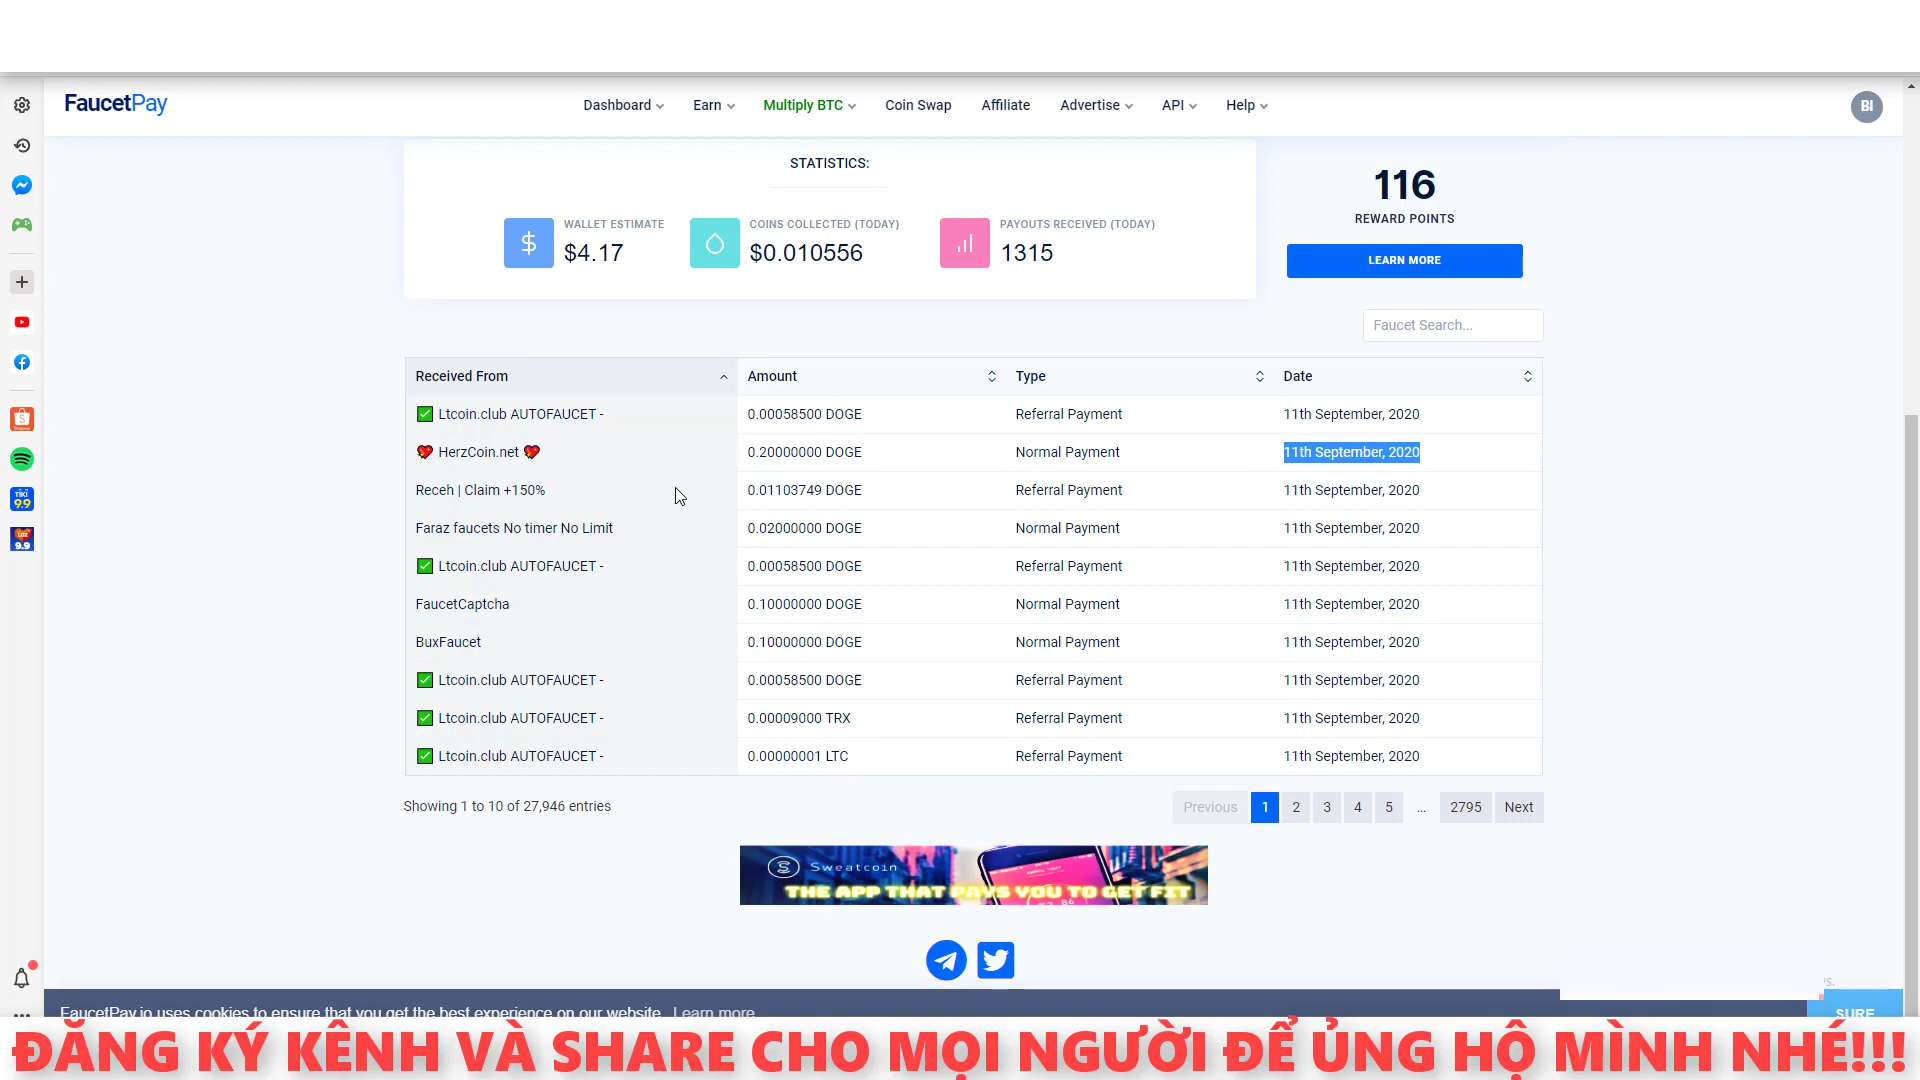 FaucetPay
Dashboard Earn Multiply BTC Coin Swap Affiliate Advertise API Help
BI
STATISTICS:
WALLET ESTIMATE
$4.17
COINS COLLECTED (TODAY)
$0.010556
PAYOUTS RECEIVED (TODAY)
1315
116
REWARD POINTS
LEARN MORE
Faucet Search...
Received From Amount Type Date
✅ Ltcoin.club AUTOFAUCET - 0.00058500 DOGE Referral Payment 11th September, 2020
💖 HerzCoin.net 💖 0.20000000 DOGE Normal Payment 11th September, 2020
Receh | Claim +150% 0.01103749 DOGE Referral Payment 11th September, 2020
Faraz faucets No timer No Limit 0.02000000 DOGE Normal Payment 11th September, 2020
✅ Ltcoin.club AUTOFAUCET - 0.00058500 DOGE Referral Payment 11th September, 2020
FaucetCaptcha 0.10000000 DOGE Normal Payment 11th September, 2020
BuxFaucet 0.10000000 DOGE Normal Payment 11th September, 2020
✅ Ltcoin.club AUTOFAUCET - 0.00058500 DOGE Referral Payment 11th September, 2020
✅ Ltcoin.club AUTOFAUCET - 0.00009000 TRX Referral Payment 11th September, 2020
✅ Ltcoin.club AUTOFAUCET - 0.00000001 LTC Referral Payment 11th September, 2020
Showing 1 to 10 of 27,946 entries
Previous 1 2 3 4 5 ... 2795 Next
Sweatcoin
THE APP THAT PAYS YOU TO GET FIT
FaucetPay.io uses cookies to ensure that you get the best experience on our website. Learn more
SURE
ĐĂNG KÝ KÊNH VÀ SHARE CHO MỌI NGƯỜI ĐỂ ỦNG HỘ MÌNH NHÉ!!!